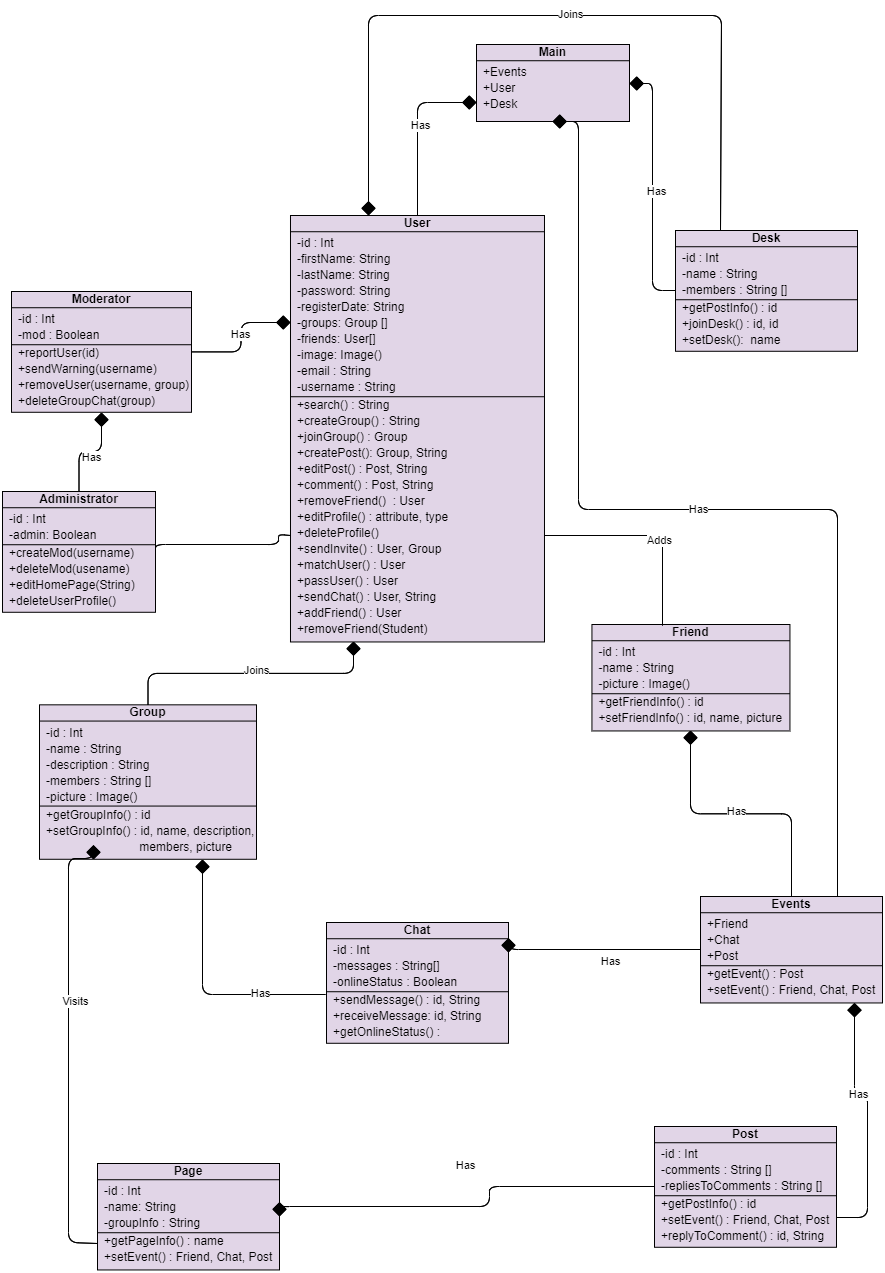 Joins
Main
+Events
+User
+Desk
Has
Has
User
-id : Int
-firstName: String
-lastName: String
-password: String
-registerDate: String
-groups: Group []
-friends: User[]
-image: Image()
-email : String
-username : String
+search() : String
+createGroup() : String
+joinGroup() : Group
+createPost(): Group, String
+editPost() : Post, String
+comment() : Post, String
+removeFriend()  : User
+editProfile() : attribute, type
+deleteProfile()
+sendInvite() : User, Group
+matchUser() : User
+passUser() : User
+sendChat() : User, String
+addFriend() : User
+removeFriend(Student)
Desk
-id : Int
-name : String
-members : String []
+getPostInfo() : id
+joinDesk() : id, id
+setDesk():  name
Moderator
-id : Int
-mod : Boolean
+reportUser(id)
+sendWarning(username)
+removeUser(username, group)
+deleteGroupChat(group)
Has
Has
Administrator
-id : Int
-admin: Boolean
+createMod(username)
+deleteMod(usename)
+editHomePage(String)
+deleteUserProfile()
Has
Adds
Friend
-id : Int
-name : String
-picture : Image()
+getFriendInfo() : id
+setFriendInfo() : id, name, picture
Joins
Group
-id : Int
-name : String
-description : String
-members : String []
-picture : Image()
+getGroupInfo() : id
+setGroupInfo() : id, name, description,
members, picture
Has
Events
+Friend
+Chat
+Post
+getEvent() : Post
+setEvent() : Friend, Chat, Post
Chat
-id : Int
-messages : String[]
-onlineStatus : Boolean
+sendMessage() : id, String
+receiveMessage: id, String
+getOnlineStatus() :
Has
Has
Visits
Has
Post
-id : Int
-comments : String []
-repliesToComments : String []
+getPostInfo() : id
+setEvent() : Friend, Chat, Post
+replyToComment() : id, String
Has
Page
-id : Int
-name: String
-groupInfo : String
+getPageInfo() : name
+setEvent() : Friend, Chat, Post